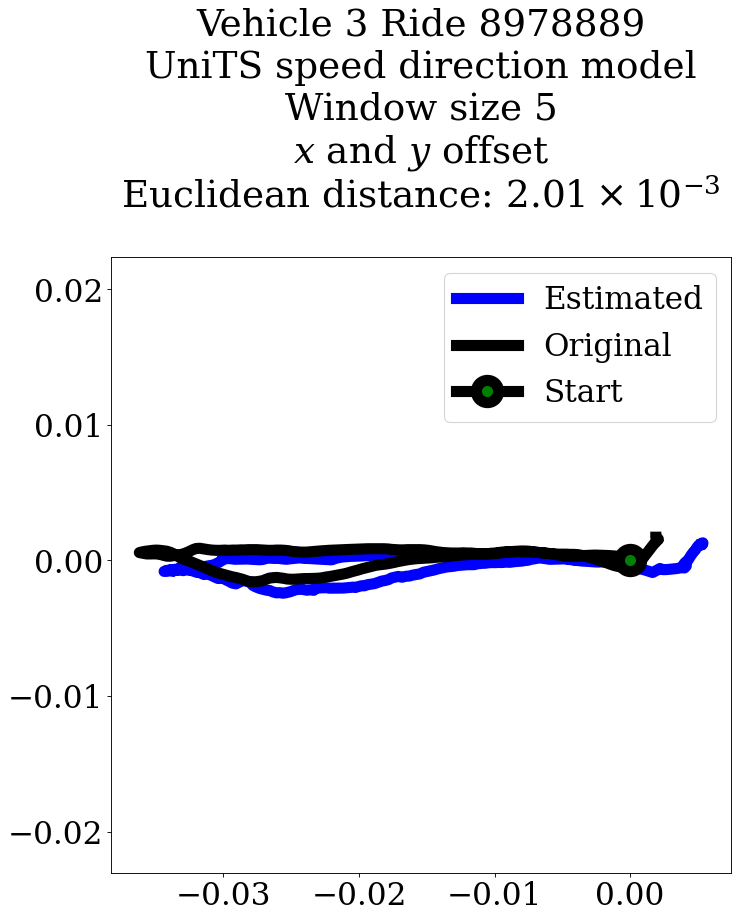 Vehicle 3 Ride 8978889
UniTS speed direction model
Window size 5
x and y offset
Euclidean distance: 2.01 × 10⁻³
Estimated
Original
Start
0.02
0.01
0.00
−0.01
−0.02
−0.03 −0.02 −0.01 0.00